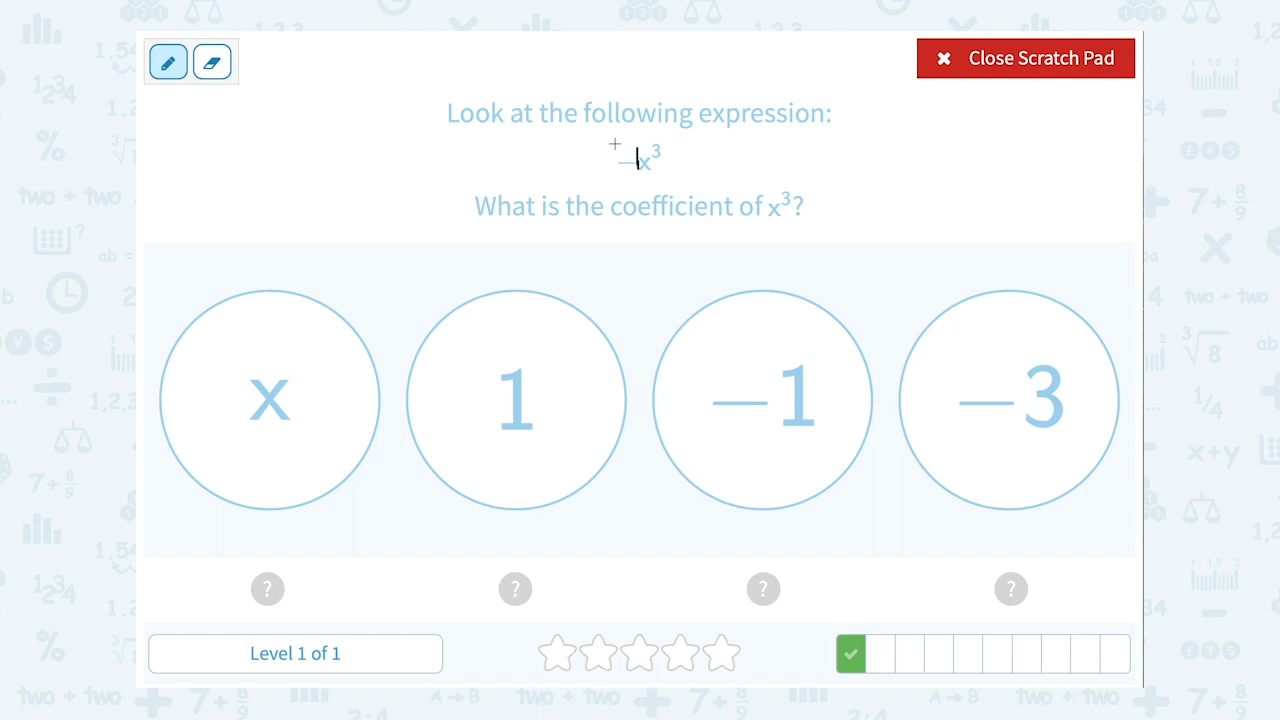 Close Scratch Pad
Look at the following expression:
−1x³
What is the coefficient of x³?
x
1
−1
−3
? ? ? ?
Level 1 of 1